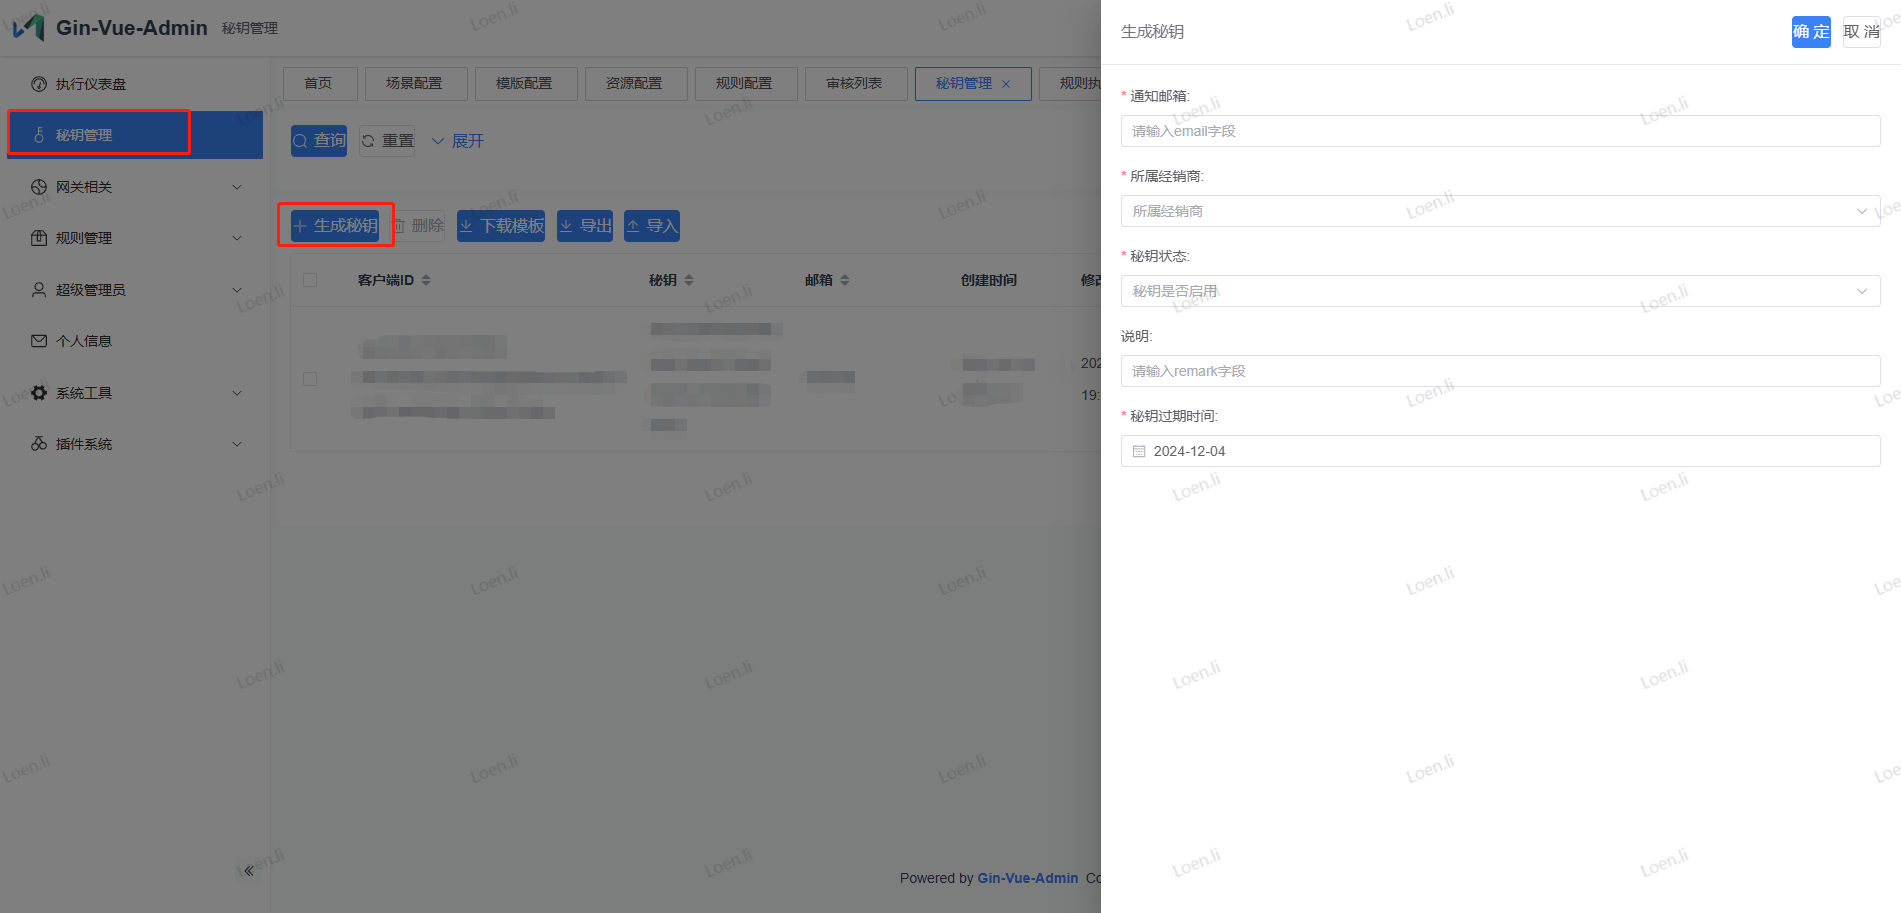 Gin-Vue-Admin 秘钥管理
执行仪表盘
秘钥管理
网关相关
规则管理
超级管理员
个人信息
系统工具
插件系统
首页 场景配置 模版配置 资源配置 规则配置 审核列表 秘钥管理 规则执
查询 重置 展开
生成秘钥 删除 下载模板 导出 导入
客户端ID 秘钥 邮箱 创建时间 修改
202
19:
Powered by Gin-Vue-Admin Co
生成秘钥
确 定 取 消
* 通知邮箱:
请输入email字段
* 所属经销商:
所属经销商
* 秘钥状态:
秘钥是否启用
说明:
请输入remark字段
* 秘钥过期时间:
2024-12-04
Loen.li